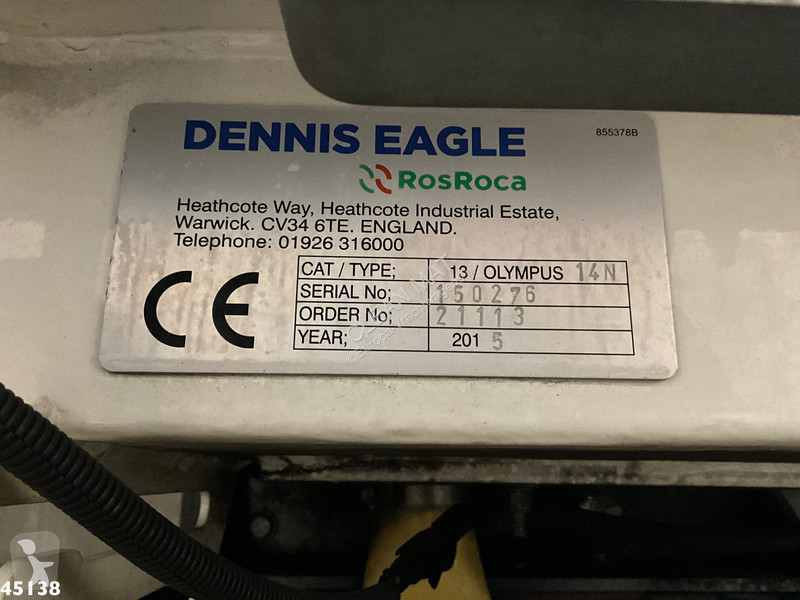 DENNIS EAGLE
855378B
RosRoca
Heathcote Way, Heathcote Industrial Estate,
Warwick. CV34 6TE. ENGLAND.
Telephone: 01926 316000
CE
CAT / TYPE; 13 / OLYMPUS 14N
SERIAL No; 150276
ORDER No; 21113
YEAR; 2015
45138